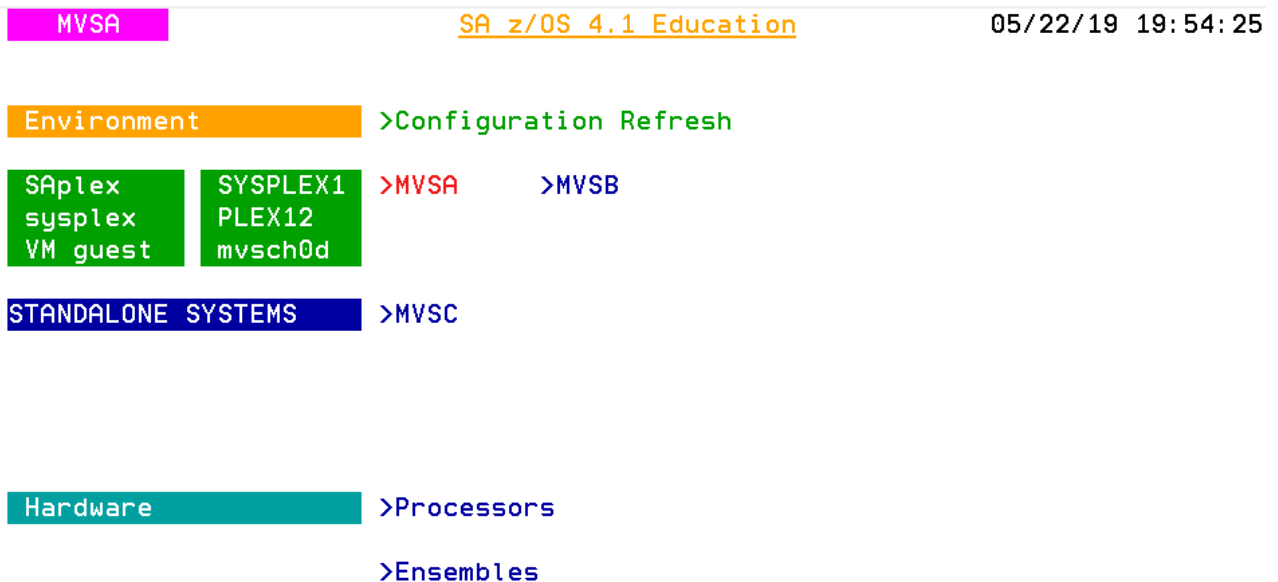 MVSA SA z/OS 4.1 Education 05/22/19 19:54:25
Environment >Configuration Refresh
SAplex SYSPLEX1 >MVSA >MVSB
sysplex PLEX12
VM guest mvsch0d
STANDALONE SYSTEMS >MVSC
Hardware >Processors
>Ensembles